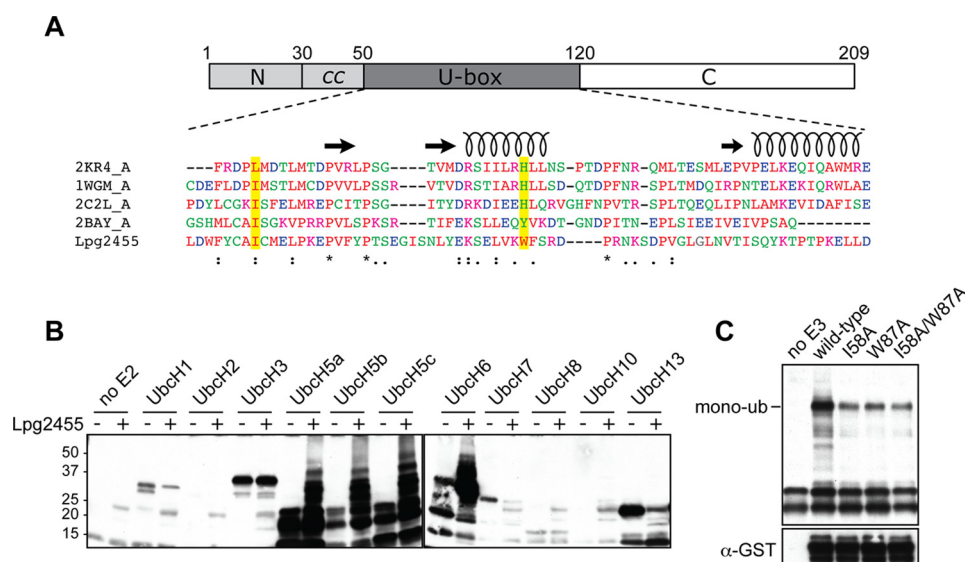 A
1 30 50 120 209
N cc U-box C
2KR4_A ---FRDPLMDTLMTDPVRLPSG----TVMDRSIILRHLLNS-PTDPFNR-QMLTESMLEPVPELKEQIQAWMRE
1WGM_A CDEFLDPIMSTLMCDPVVLPSSR---VTVDRSTIARHLLSD--QTDPFNR-SPLTMDQIRPNTELKEKIQRWLAE
2C2L_A PDYLCGKISFELMREPCITPSG----ITYDRKDIEEHLQRVGHFNPVTR-SPLTQEQLIPNLAMKEVIDAFISE
2BAY_A GSHMLCAISGKVPRRPVLSPKSR---TIFEKSLLEQYVKDT-GNDPITN-EPLSIEEIVEIVPSAQ-----
Lpg2455 LDWFYCAICMELPKEPVFYPTSEGISNLYEKSELVKWFSRD----PRNKSDPVGLGLNVTISQYKTPTPKELLD
: : : * *.. ::: : . . * .. . :
B
no E2 UbcH1 UbcH2 UbcH3 UbcH5a UbcH5b UbcH5c UbcH6 UbcH7 UbcH8 UbcH10 UbcH13
Lpg2455 - + - + - + - + - + - + - + - + - + - + - + - +
50
37
25
20
15
C
no E3 wild-type I58A W87A I58A/W87A
mono-ub
α-GST